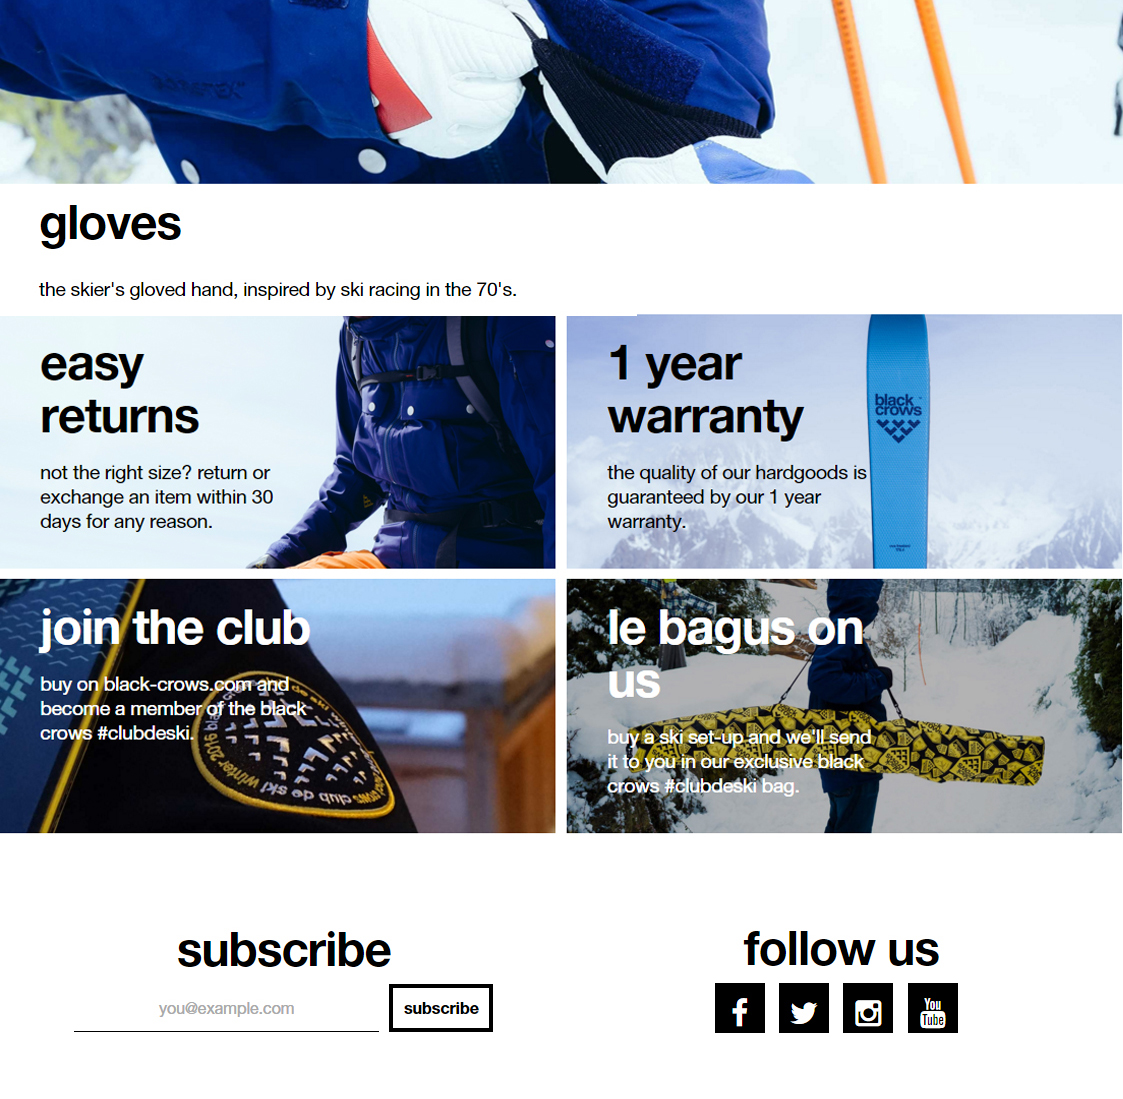 gloves
the skier's gloved hand, inspired by ski racing in the 70's.
easy
returns
not the right size? return or
exchange an item within 30
days for any reason.
1 year
warranty
the quality of our hardgoods is
guaranteed by our 1 year
warranty.
black
crows
join the club
buy on black-crows.com and
become a member of the black
crows #clubdeski.
winter 2016
club de ski
le bagus on
us
buy a ski set-up and we'll send
it to you in our exclusive black
crows #clubdeski bag.
subscribe
you@example.com
subscribe
follow us
You
Tube